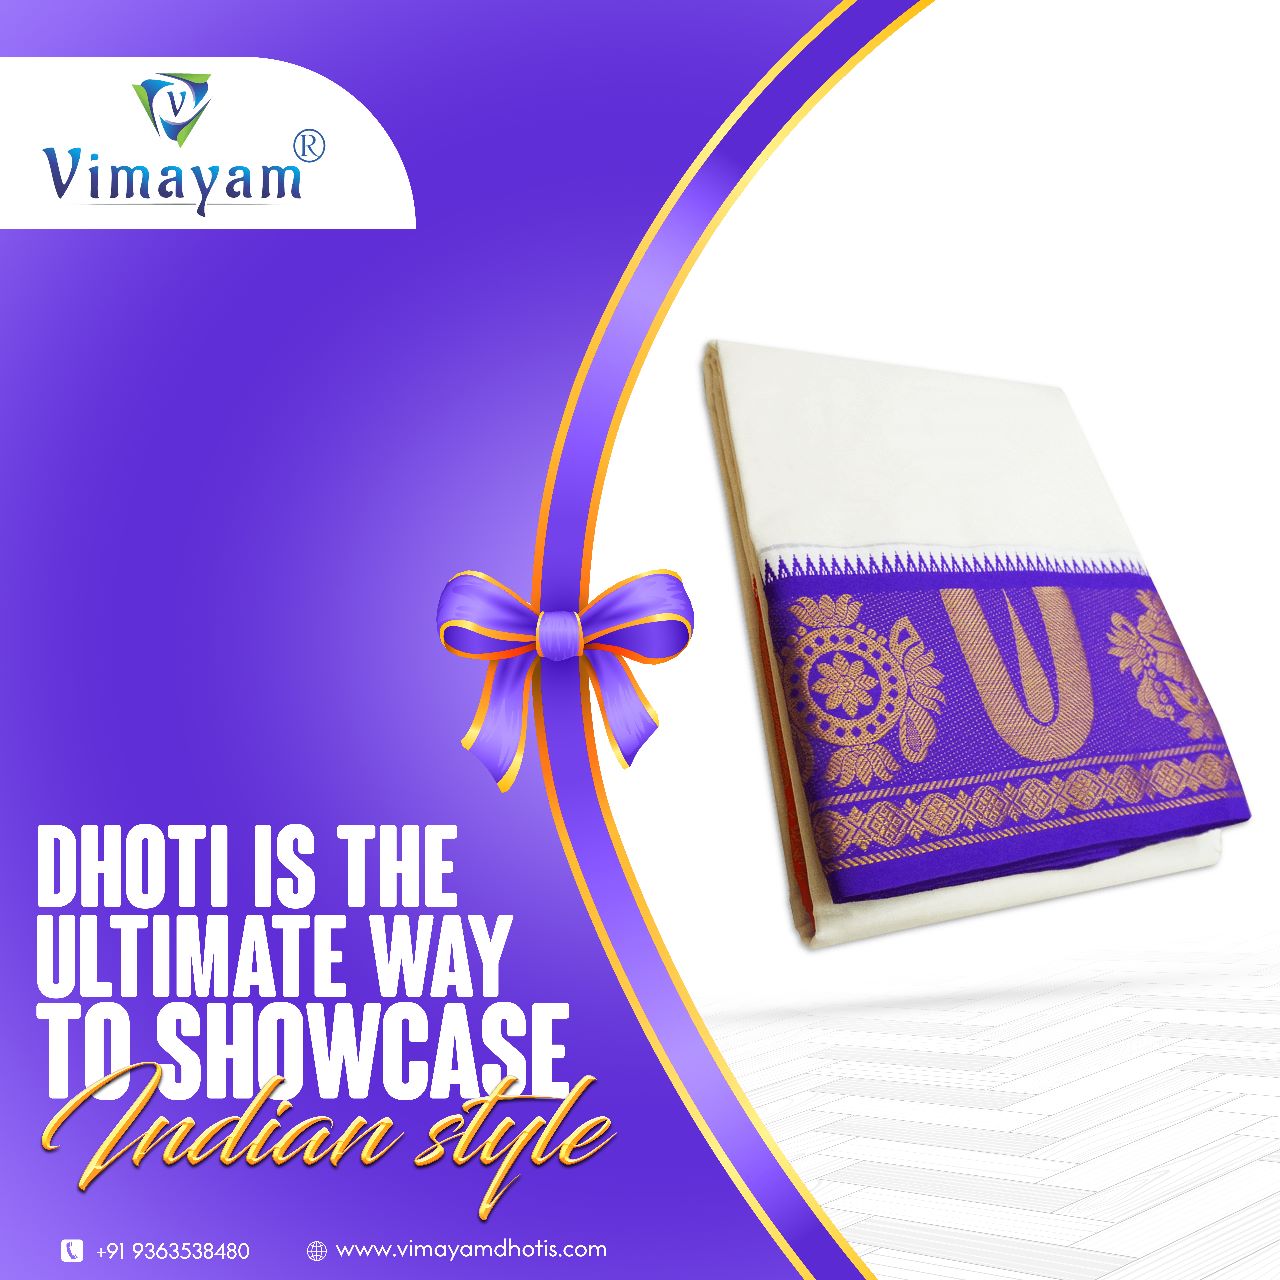 V
Vimayam®
DHOTI IS THE
ULTIMATE WAY
TO SHOWCASE
Indian style
+91 9363538480
www.vimayamdhotis.com